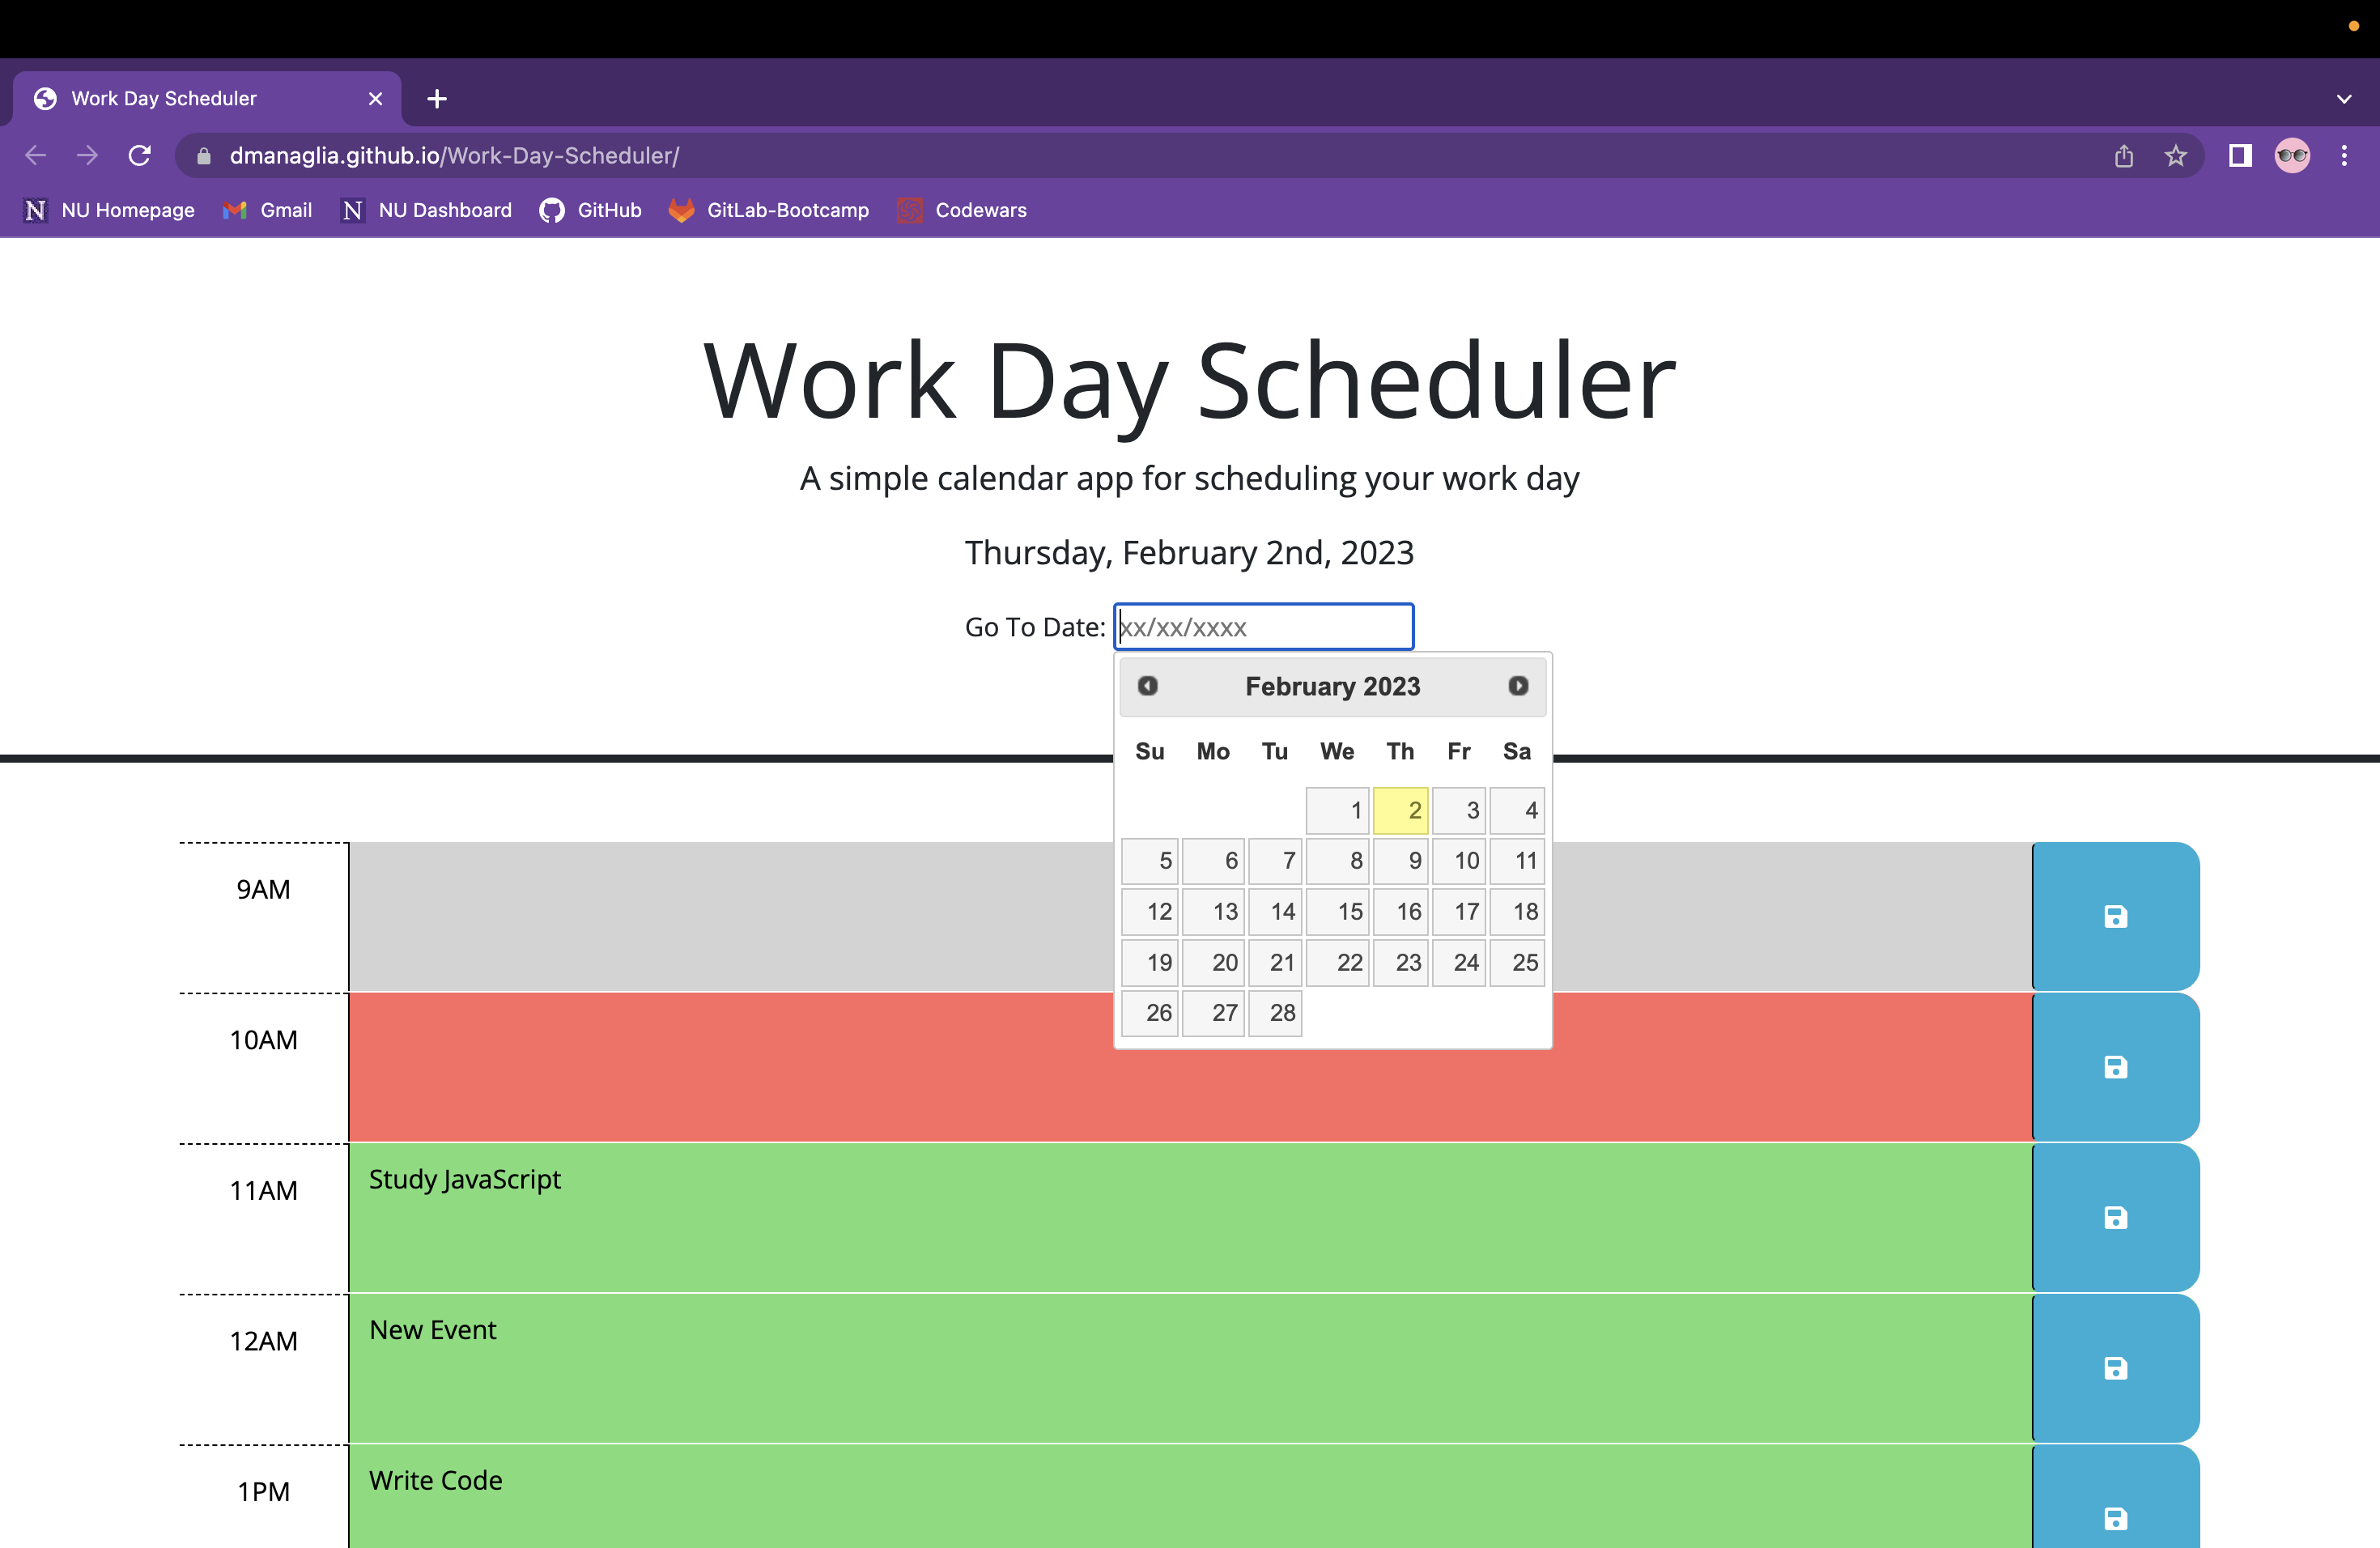 Work Day Scheduler
dmanaglia.github.io/Work-Day-Scheduler/
NU Homepage Gmail NU Dashboard GitHub GitLab-Bootcamp Codewars
Work Day Scheduler
A simple calendar app for scheduling your work day
Thursday, February 2nd, 2023
Go To Date: xx/xx/xxxx
February 2023
Su Mo Tu We Th Fr Sa
1 2 3 4
5 6 7 8 9 10 11
12 13 14 15 16 17 18
19 20 21 22 23 24 25
26 27 28
9AM
10AM
11AM Study JavaScript
12AM New Event
1PM Write Code